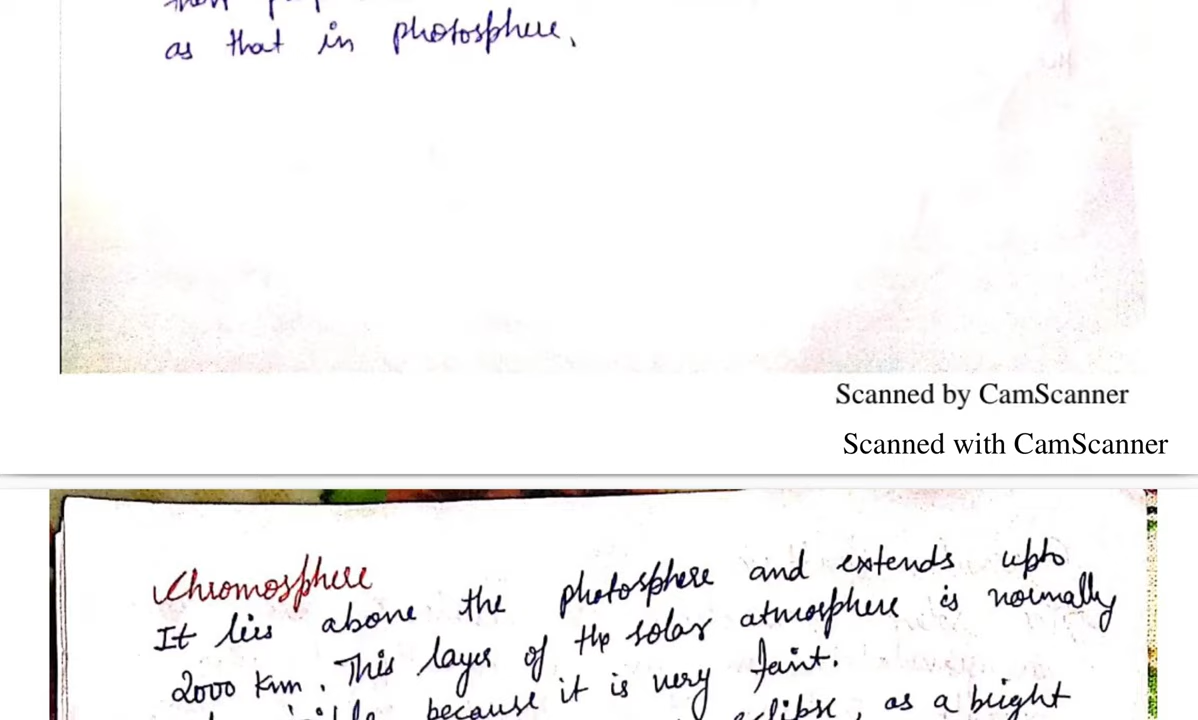 as that in photosphere.
Scanned by CamScanner
Scanned with CamScanner
Chromosphere
It lies above the photosphere and extends upto
2000 km. This layer of the solar atmosphere is normally
because it is very faint.
eclipse, as a bright